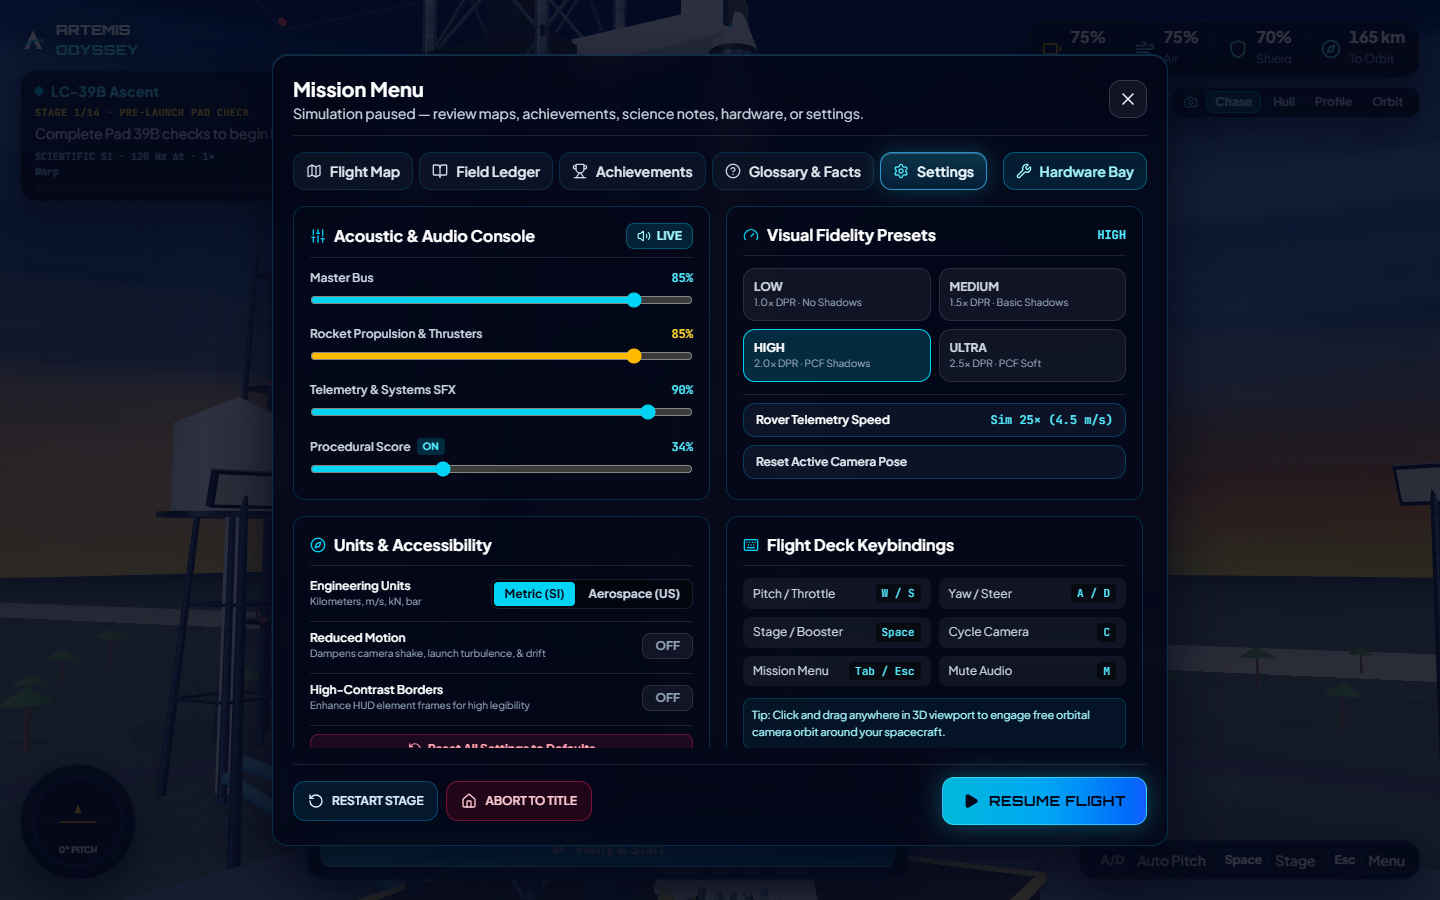 ARTEMIS
ODYSSEY
75%
75%
Air
70%
Shield
165 km
To Orbit
LC-39B Ascent
STAGE 1/14 · PRE-LAUNCH PAD CHECK
Complete Pad 39B checks to begin
SCIENTIFIC SI · 120 Hz at · 1×
Warp
Chase
Hull
Profile
Orbit
Mission Menu
Simulation paused — review maps, achievements, science notes, hardware, or settings.
Flight Map
Field Ledger
Achievements
Glossary & Facts
Settings
Hardware Bay
Acoustic & Audio Console
LIVE
Master Bus
85%
Rocket Propulsion & Thrusters
85%
Telemetry & Systems SFX
90%
Procedural Score
ON
34%
Visual Fidelity Presets
HIGH
LOW
1.0× DPR · No Shadows
MEDIUM
1.5× DPR · Basic Shadows
HIGH
2.0× DPR · PCF Shadows
ULTRA
2.5× DPR · PCF Soft
Rover Telemetry Speed
Sim 25× (4.5 m/s)
Reset Active Camera Pose
Units & Accessibility
Engineering Units
Kilometers, m/s, kN, bar
Metric (SI)
Aerospace (US)
Reduced Motion
Dampens camera shake, launch turbulence, & drift
OFF
High-Contrast Borders
Enhance HUD element frames for high legibility
OFF
Reset All Settings to Defaults
Flight Deck Keybindings
Pitch / Throttle
W / S
Yaw / Steer
A / D
Stage / Booster
Space
Cycle Camera
C
Mission Menu
Tab / Esc
Mute Audio
M
Tip: Click and drag anywhere in 3D viewport to engage free orbital
camera orbit around your spacecraft.
RESTART STAGE
ABORT TO TITLE
RESUME FLIGHT
0° PITCH
Verify & Start
A/D
Auto Pitch
Space
Stage
Esc
Menu